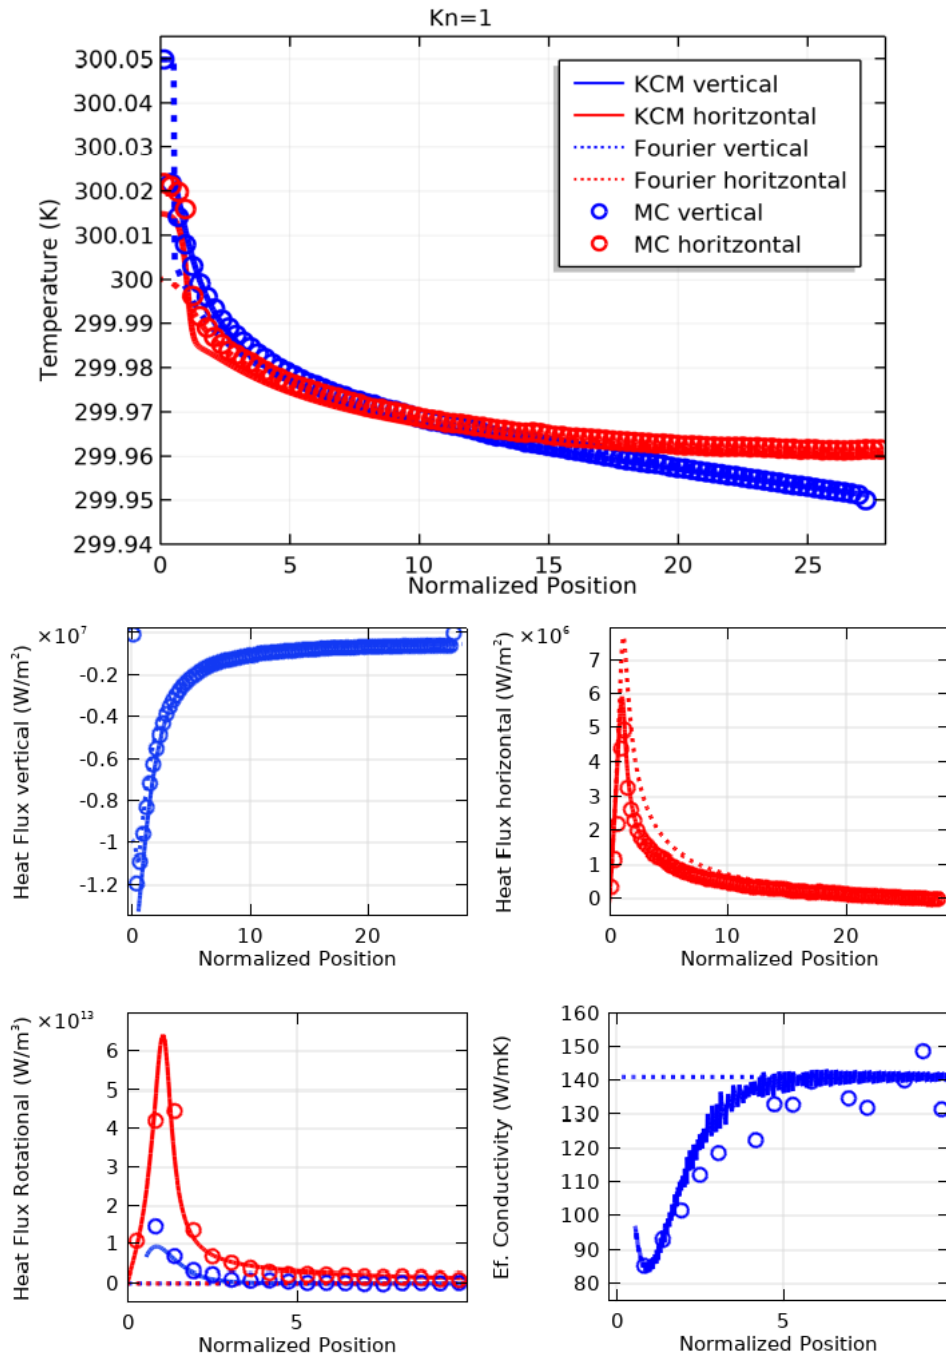 Kn=1
300.05
300.04
300.03
300.02
300.01
300
299.99
299.98
299.97
299.96
299.95
299.94
Temperature (K)
KCM vertical
KCM horitzontal
Fourier vertical
Fourier horitzontal
MC vertical
MC horitzontal
0 5 10 15 20 25
Normalized Position
×10⁷
-0.2
-0.4
-0.6
-0.8
-1
-1.2
Heat Flux vertical (W/m²)
0 10 20
Normalized Position
×10⁶
7
6
5
4
3
2
1
0
Heat Flux horizontal (W/m²)
0 10 20
Normalized Position
×10¹³
6
5
4
3
2
1
0
Heat Flux Rotational (W/m³)
0 5
Normalized Position
160
150
140
130
120
110
100
90
80
Ef. Conductivity (W/mK)
0 5
Normalized Position